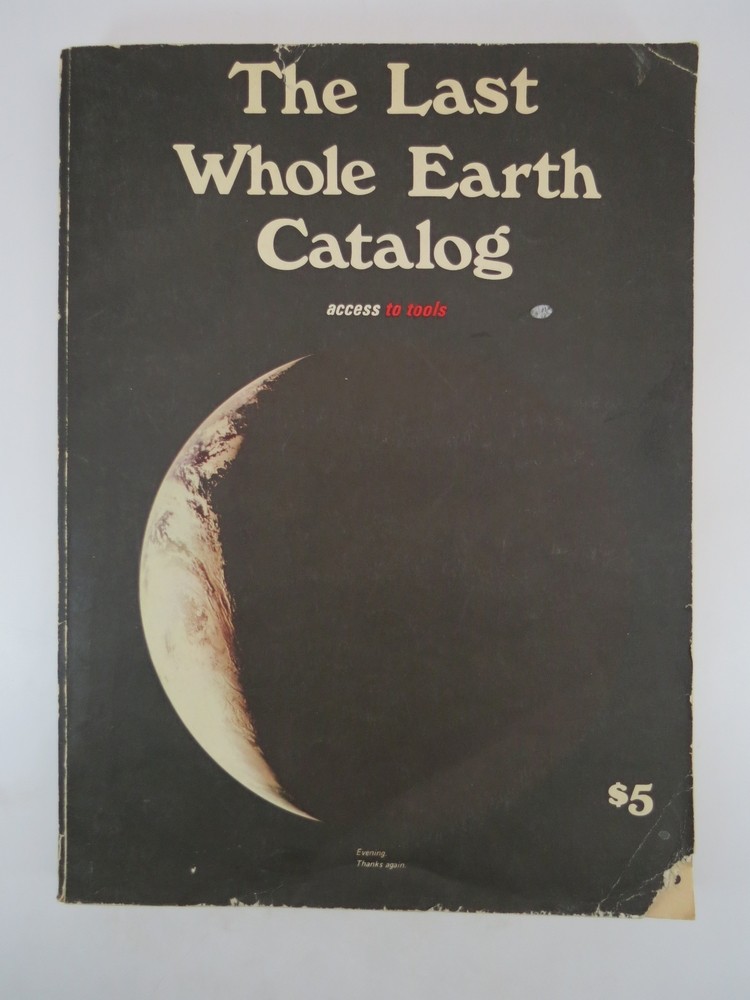 The Last
Whole Earth
Catalog
access to tools
$5
Evening.
Thanks again.